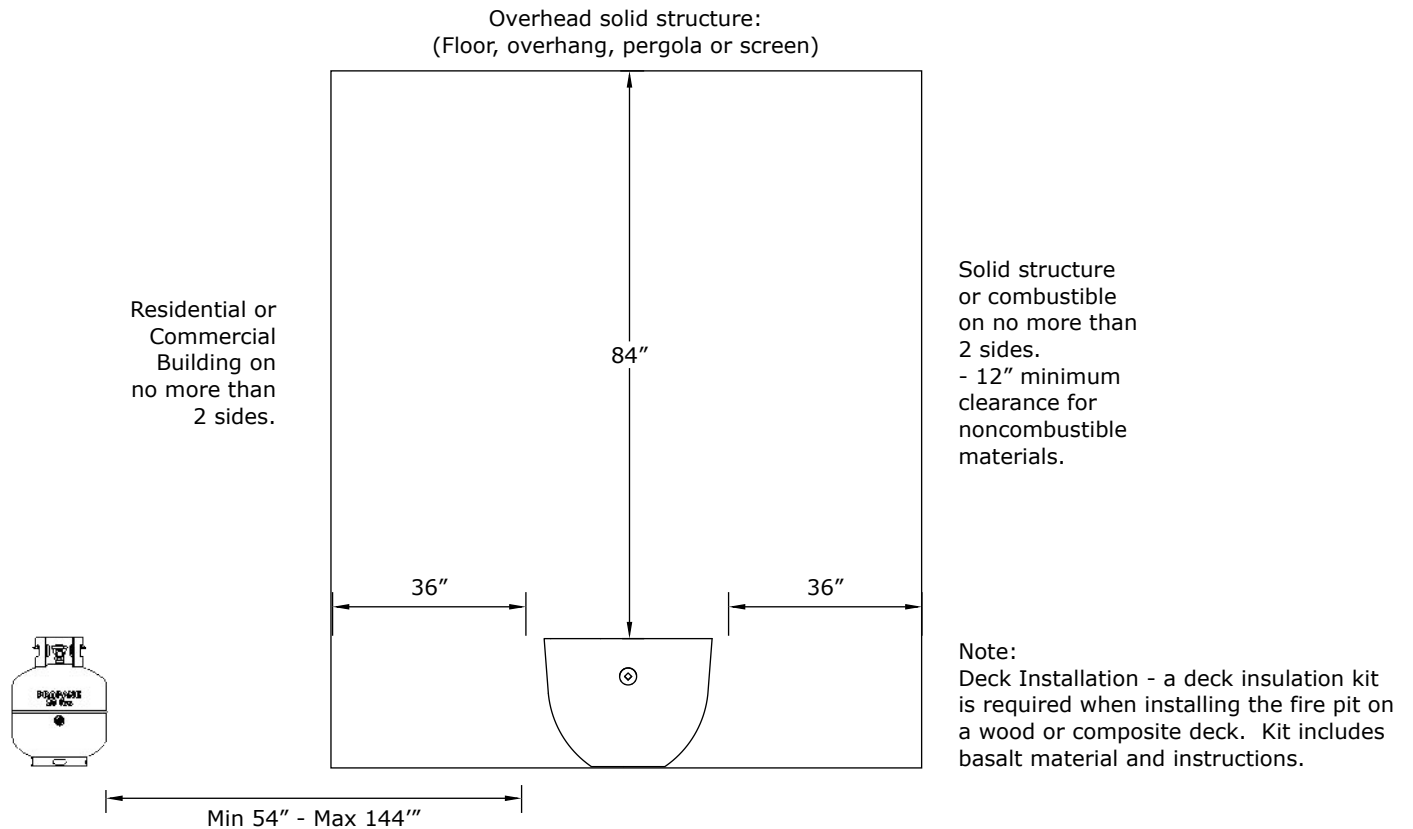 Overhead solid structure:
(Floor, overhang, pergola or screen)
Residential or
Commercial
Building on
no more than
2 sides.
84”
Solid structure
or combustible
on no more than
2 sides.
- 12” minimum
clearance for
noncombustible
materials.
36”
36”
PROPANE
Note:
Deck Installation - a deck insulation kit
is required when installing the fire pit on
a wood or composite deck.  Kit includes
basalt material and instructions.
Min 54” - Max 144’”